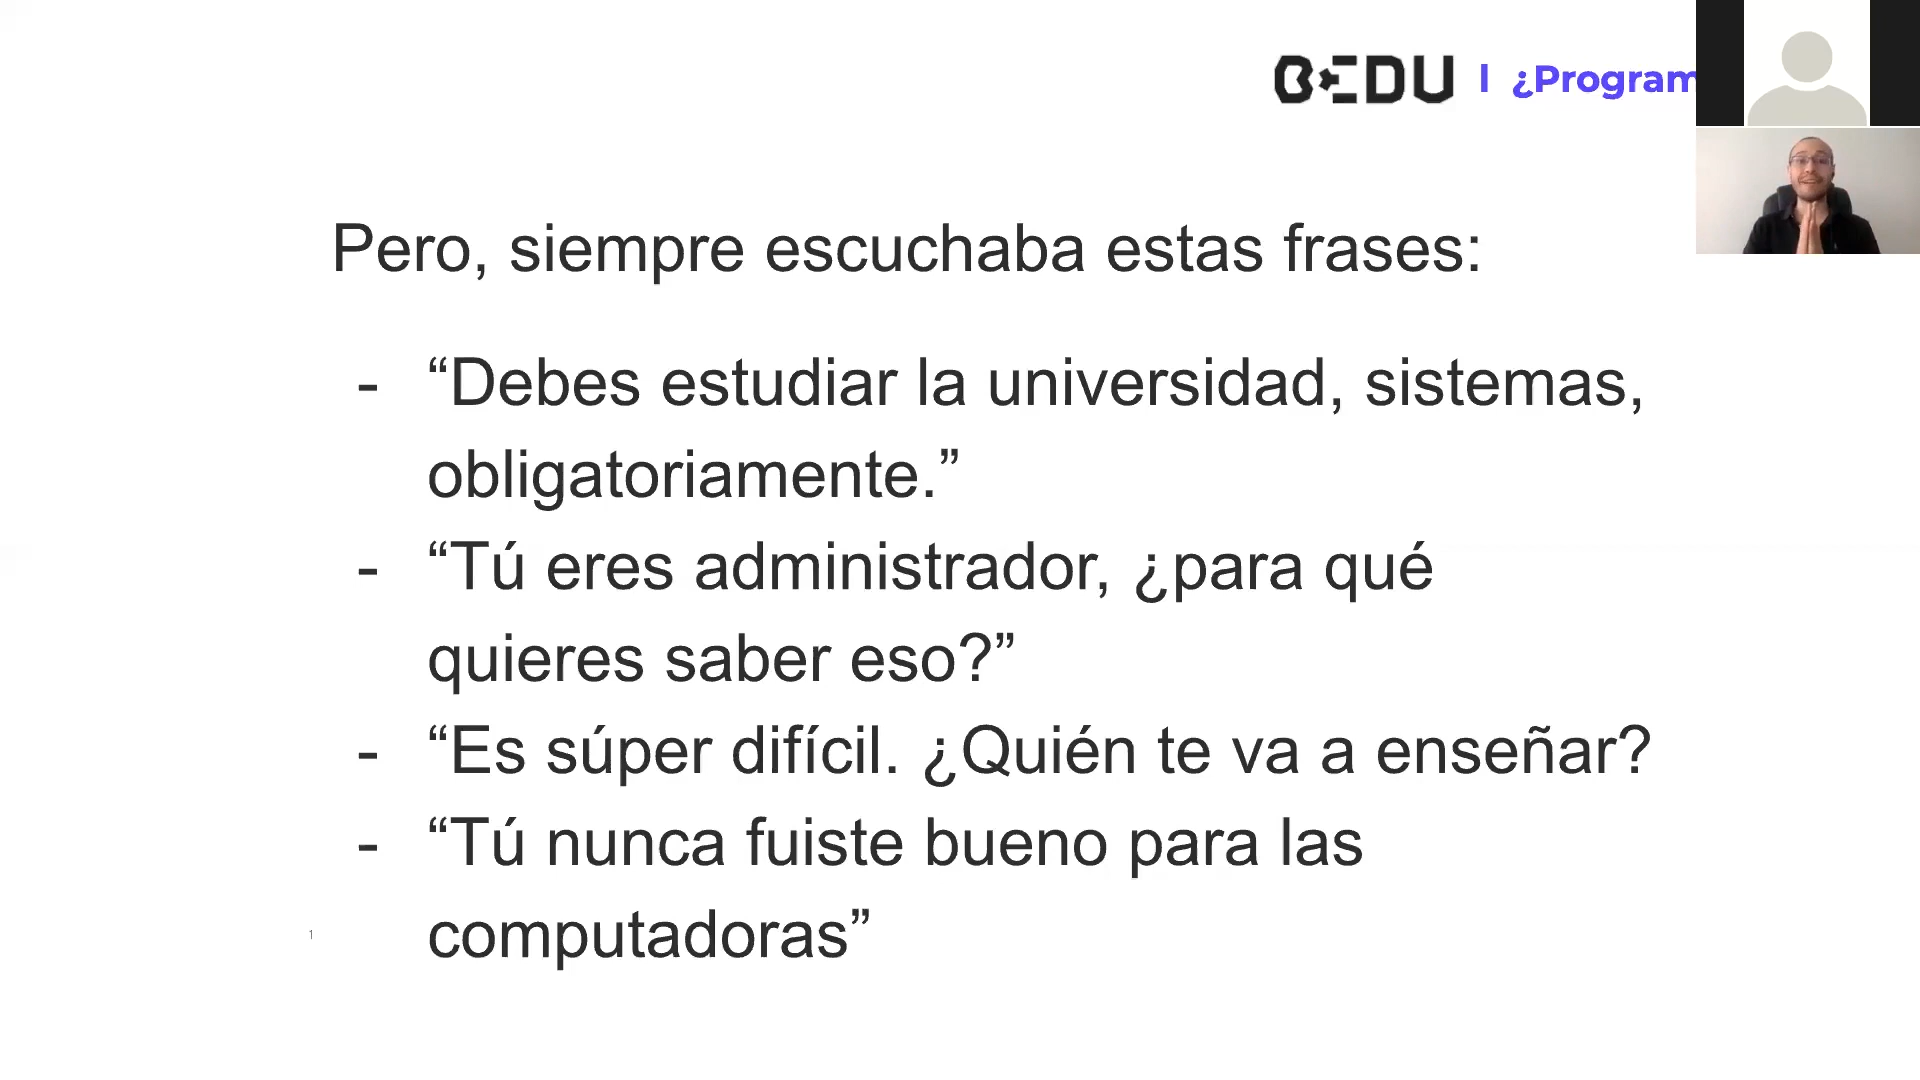 BEDU | ¿Program
Pero, siempre escuchaba estas frases:
- “Debes estudiar la universidad, sistemas,
obligatoriamente.”
- “Tú eres administrador, ¿para qué
quieres saber eso?”
- “Es súper difícil. ¿Quién te va a enseñar?
- “Tú nunca fuiste bueno para las
computadoras”
1